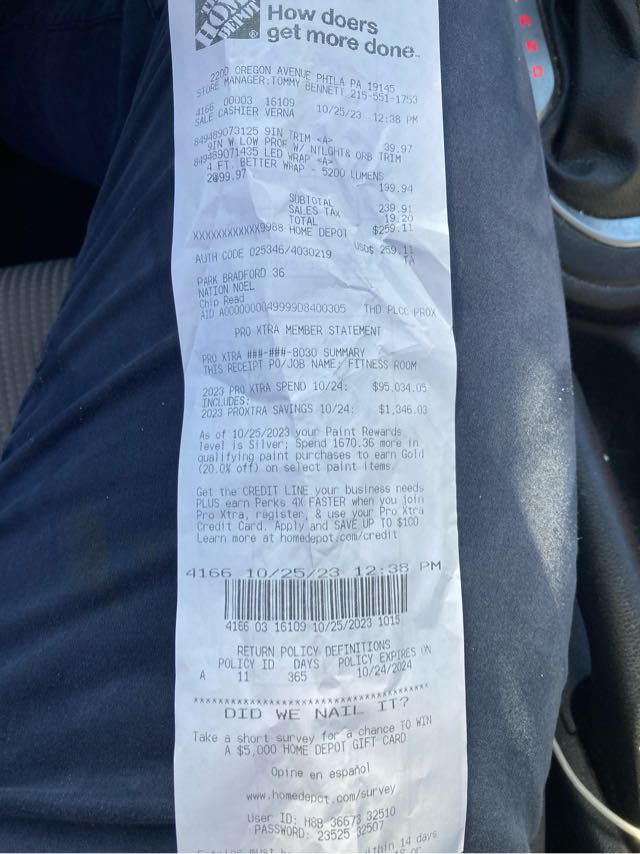 THE HOME DEPOT
How doers
get more done.
2200 OREGON AVENUE PHILA PA 19145
STORE MANAGER:TOMMY BENNETT 215-551-1753
4166 00003 16109 10/25/23 12:38 PM
SALE CASHIER VERNA
849489073125 9IN TRIM <A> 39.97
9IN W LOW PROF W/ NTLGHT& ORB TRIM
849489071435 LED WRAP <A>
4 FT. BETTER WRAP - 5200 LUMENS
2@99.97 199.94
SUBTOTAL 239.91
SALES TAX 19.20
TOTAL $259.11
XXXXXXXXXXXX9988 HOME DEPOT
USD$ 259.11
AUTH CODE 025346/4030219 TA
PARK BRADFORD 36
NATION NOEL
Chip Read
AID A0000000049999D8400305 THD PLCC PROX
PRO XTRA MEMBER STATEMENT
PRO XTRA ###-###-8030 SUMMARY
THIS RECEIPT PO/JOB NAME: FITNESS ROOM
2023 PRO XTRA SPEND 10/24: $95,034.05
INCLUDES:
2023 PROXTRA SAVINGS 10/24: $1,346.03
As of 10/25/2023 your Paint Rewards
level is Silver; Spend 1670.36 more in
qualifying paint purchases to earn Gold
(20.0% off) on select paint items.
Get the CREDIT LINE your business needs
PLUS earn Perks 4X FASTER when you join
Pro Xtra, register, & use your Pro Xtra
Credit Card. Apply and SAVE UP TO $100
Learn more at homedepot.com/credit
4166 10/25/23 12:38 PM
4166 03 16109 10/25/2023 1015
RETURN POLICY DEFINITIONS
POLICY ID DAYS POLICY EXPIRES ON
A 11 365 10/24/2024
DID WE NAIL IT?
Take a short survey for a chance TO WIN
A $5,000 HOME DEPOT GIFT CARD
Opine en español
www.homedepot.com/survey
User ID: H88 36673 32510
PASSWORD: 23525 32507
Entries must within 14 days
R
N
D